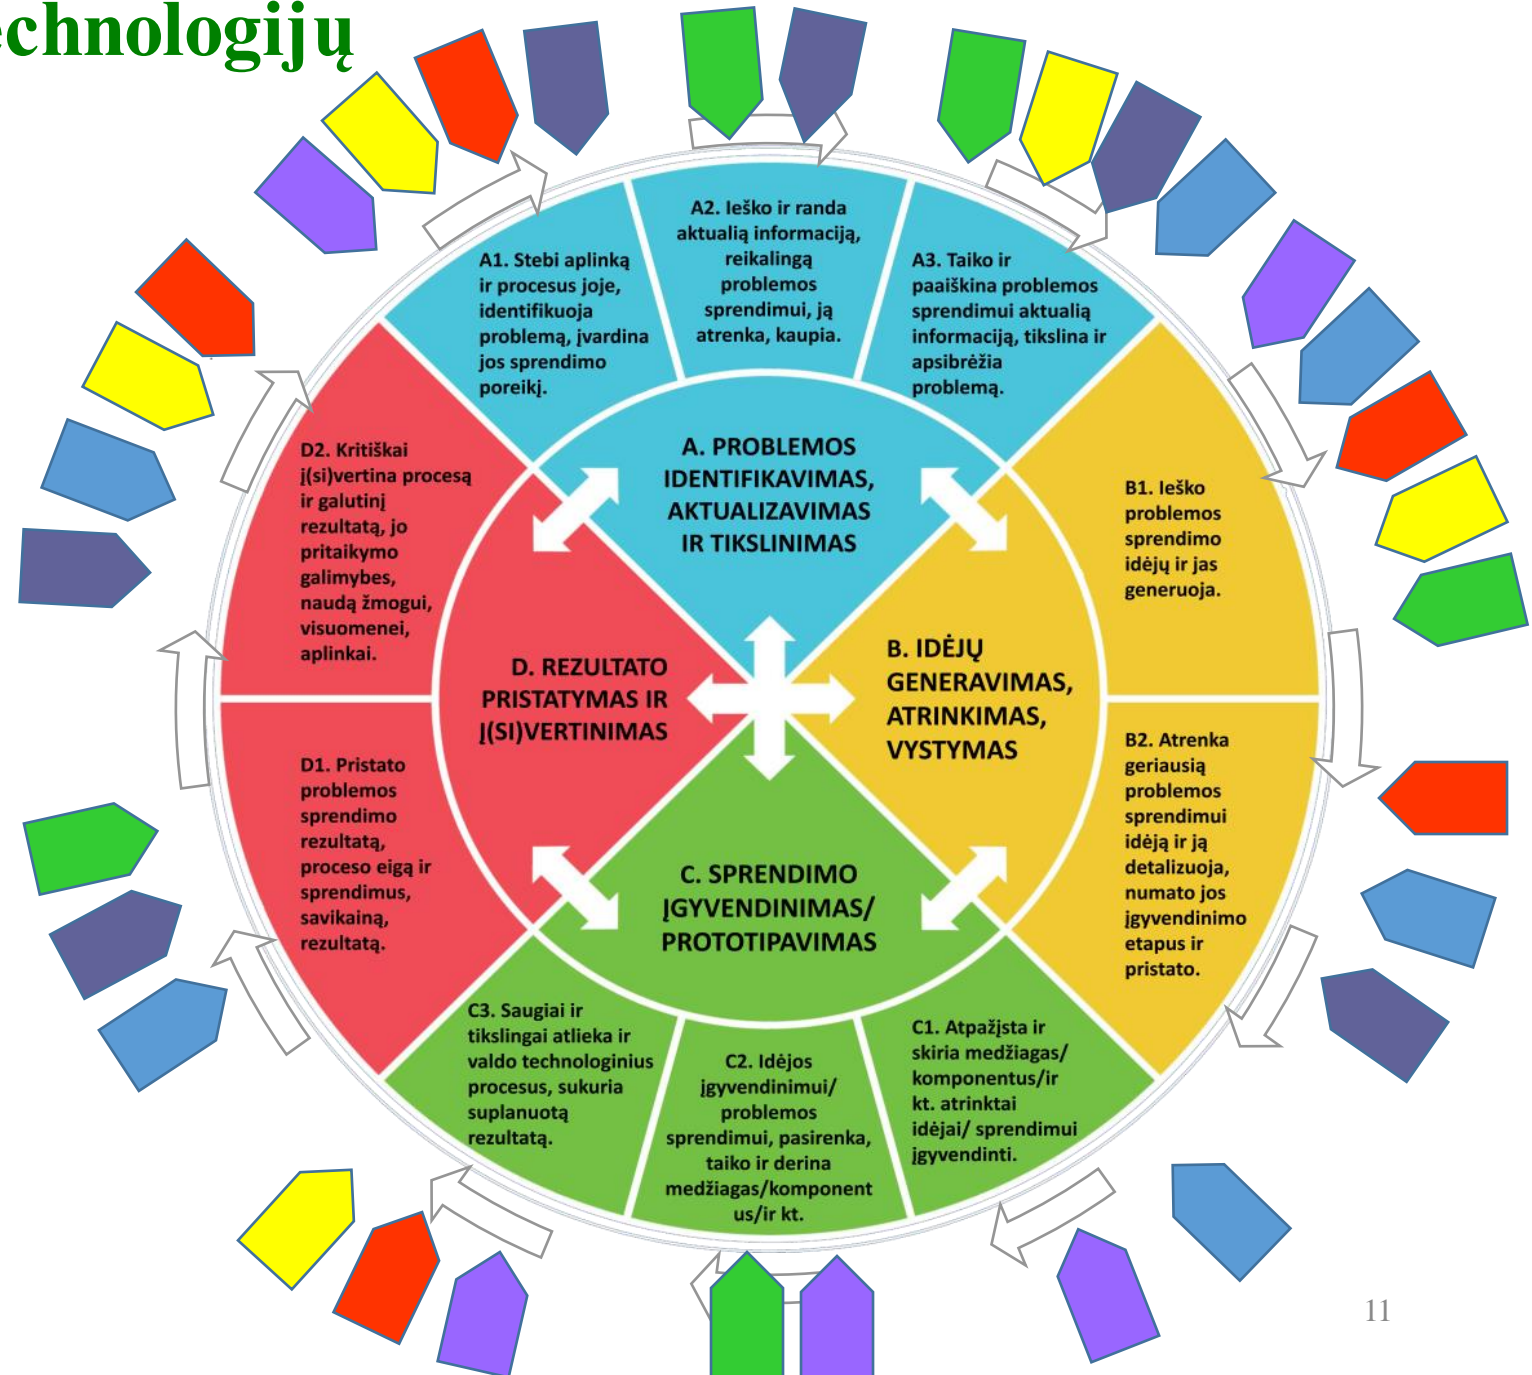 echnologijų
A1. Stebi aplinką
ir procesus joje,
identifikuoja
problemą, įvardina
jos sprendimo
poreikį.
A2. Ieško ir randa
aktualią informaciją,
reikalingą
problemos
sprendimui, ją
atrenka, kaupia.
A3. Taiko ir
paaiškina problemos
sprendimui aktualią
informaciją, tikslina ir
apsibrėžia
problemą.
A. PROBLEMOS
IDENTIFIKAVIMAS,
AKTUALIZAVIMAS
IR TIKSLINIMAS
B1. Ieško
problemos
sprendimo
idėjų ir jas
generuoja.
B. IDĖJŲ
GENERAVIMAS,
ATRINKIMAS,
VYSTYMAS
B2. Atrenka
geriausią
problemos
sprendimui
idėją ir ją
detalizuoja,
numato jos
įgyvendinimo
etapus ir
pristato.
C. SPRENDIMO
ĮGYVENDINIMAS/
PROTOTIPAVIMAS
C1. Atpažįsta ir
skiria medžiagas/
komponentus/ir
kt. atrinktai
idėjai/ sprendimui
įgyvendinti.
C2. Idėjos
įgyvendinimui/
problemos
sprendimui, pasirenka,
taiko ir derina
medžiagas/komponent
us/ir kt.
C3. Saugiai ir
tikslingai atlieka ir
valdo technologinius
procesus, sukuria
suplanuotą
rezultatą.
D. REZULTATO
PRISTATYMAS IR
Į(SI)VERTINIMAS
D1. Pristato
problemos
sprendimo
rezultatą,
proceso eigą ir
sprendimus,
savikainą,
rezultatą.
D2. Kritiškai
į(si)vertina procesą
ir galutinį
rezultatą, jo
pritaikymo
galimybes,
naudą žmogui,
visuomenei,
aplinkai.
11